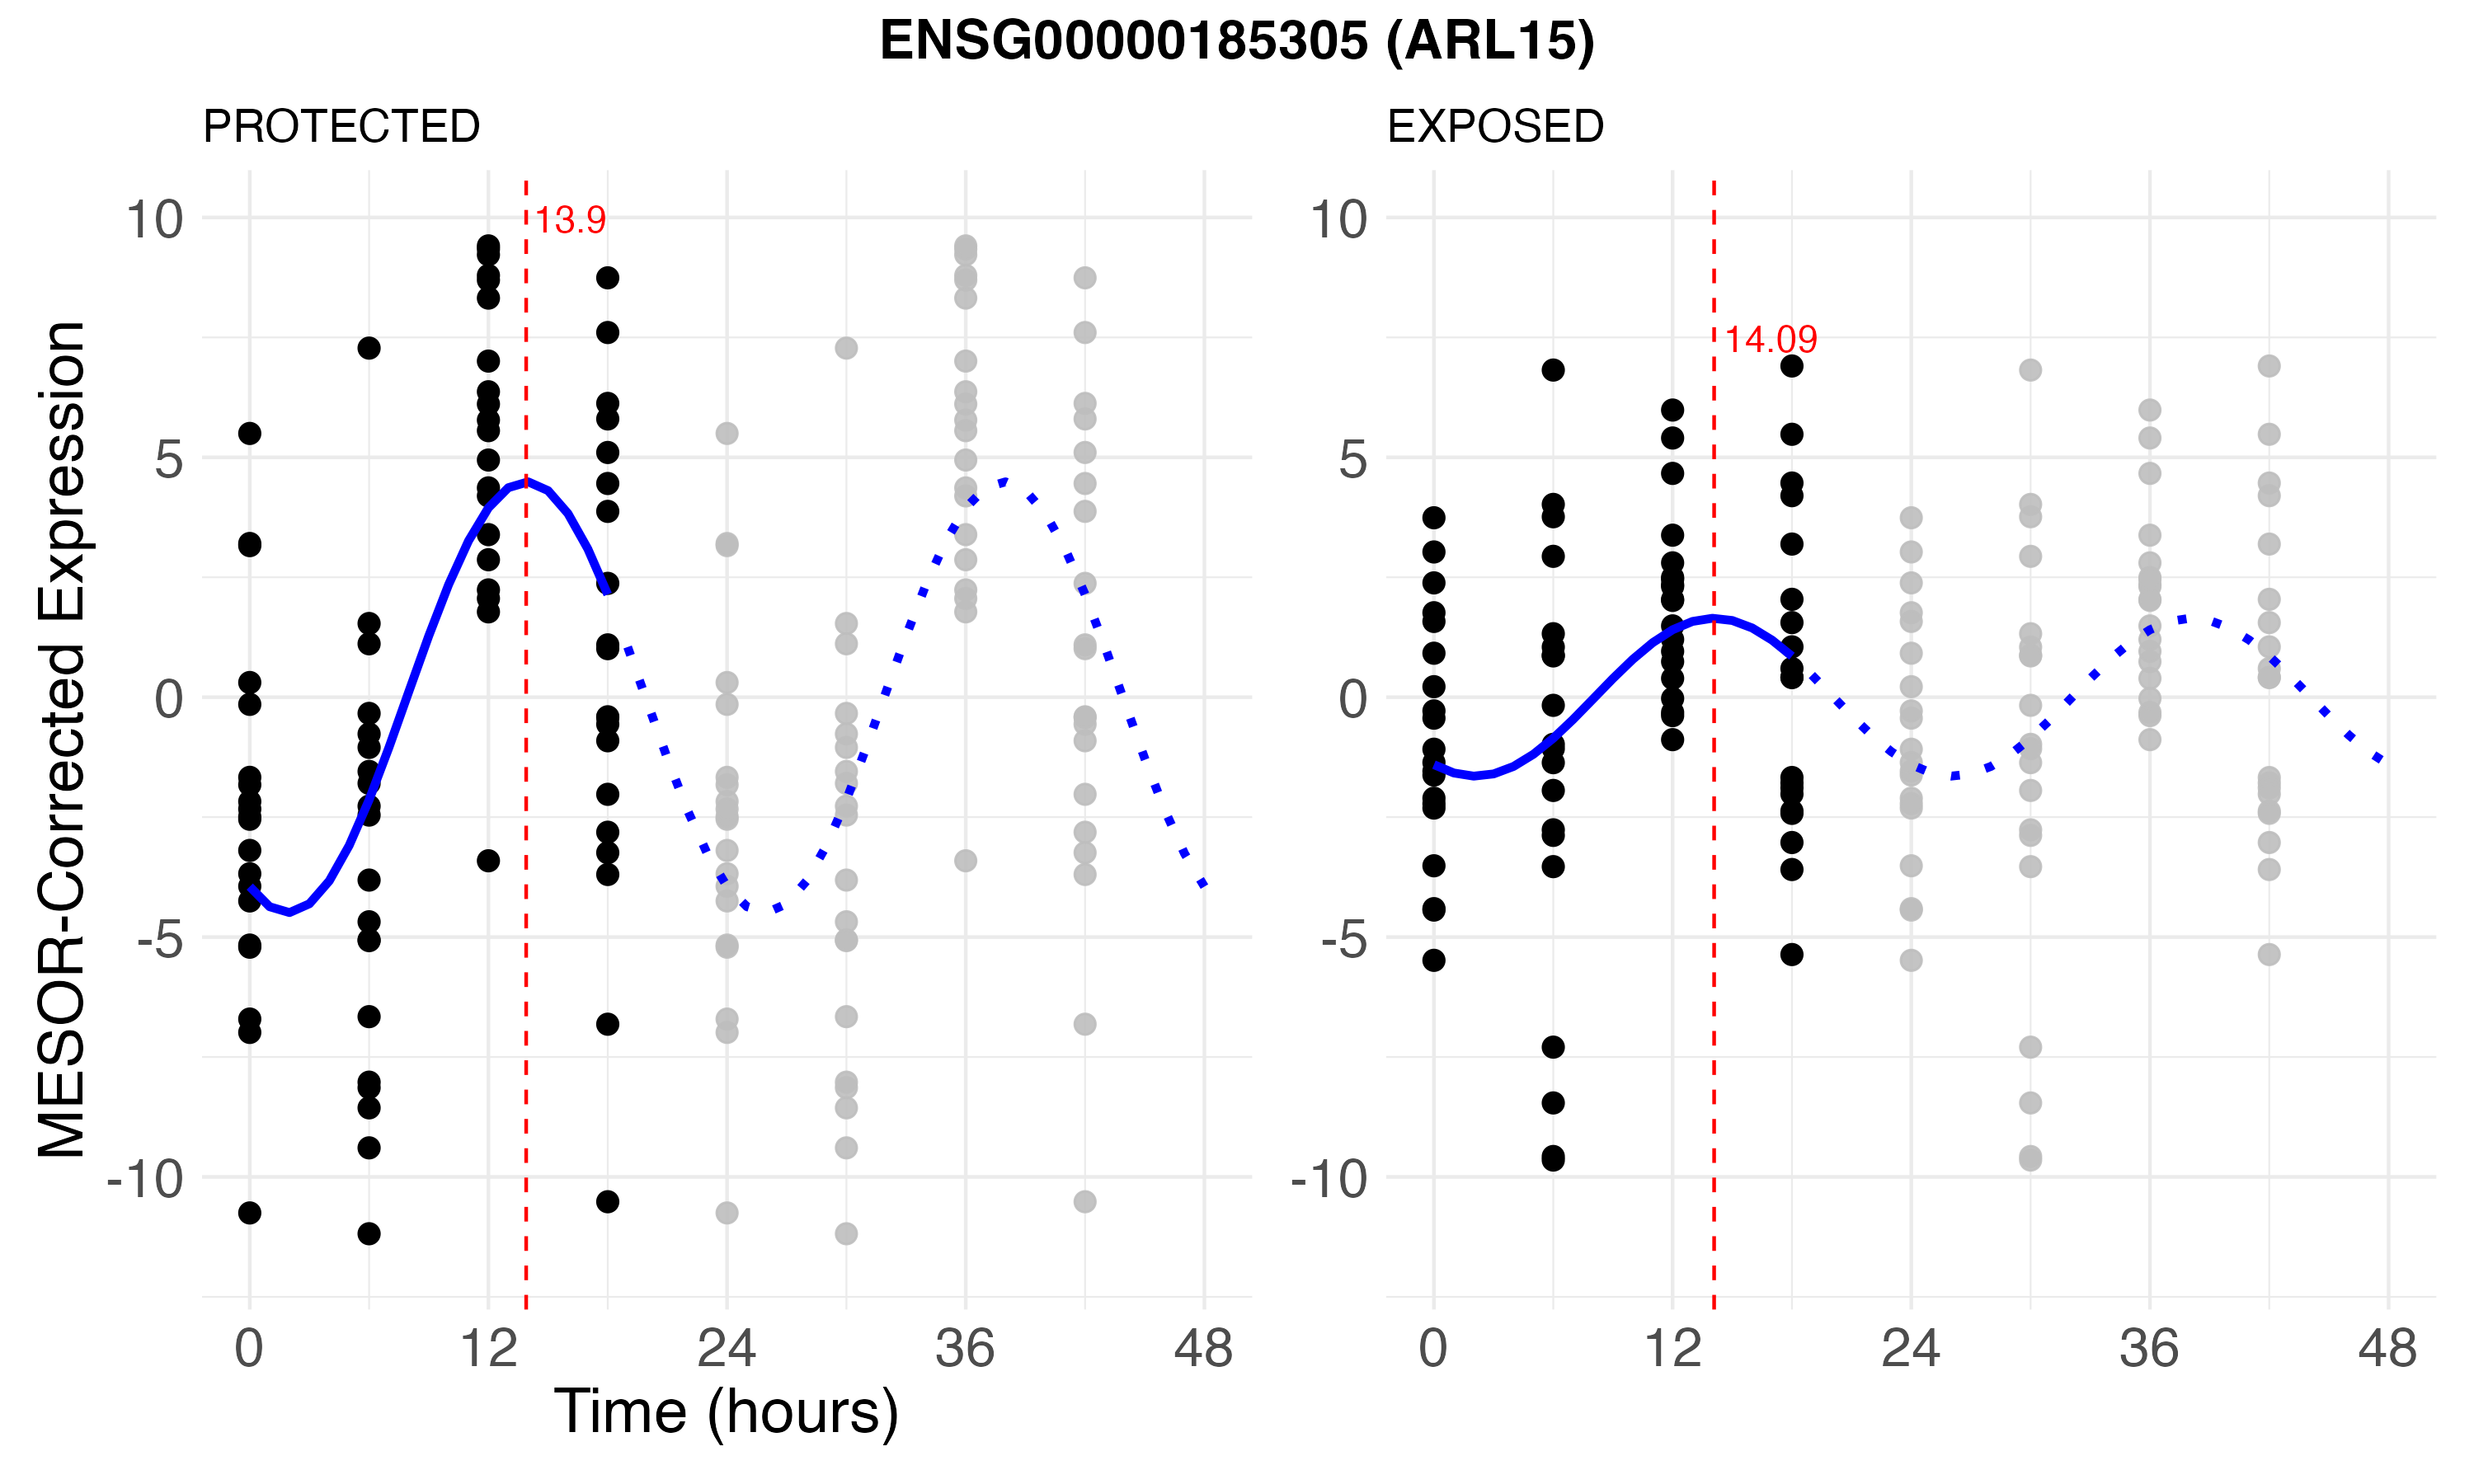 ENSG00000185305 (ARL15)
PROTECTED
EXPOSED
MESOR-Corrected Expression
10
5
0
-5
-10
13.9
0 12 24 36 48
10
5
0
-5
-10
14.09
0 12 24 36 48
Time (hours)